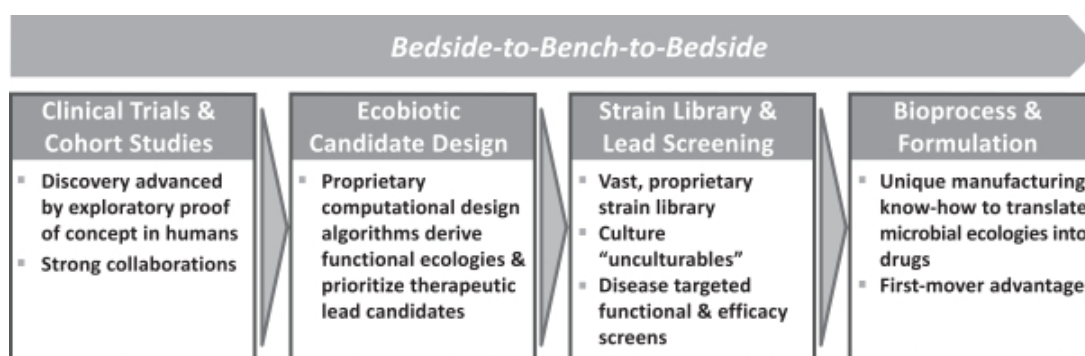 Bedside-to-Bench-to-Bedside
Clinical Trials &
Cohort Studies
▪ Discovery advanced
by exploratory proof
of concept in humans
▪ Strong collaborations
Ecobiotic
Candidate Design
▪ Proprietary
computational design
algorithms derive
functional ecologies &
prioritize therapeutic
lead candidates
Strain Library &
Lead Screening
▪ Vast, proprietary
strain library
▪ Culture
“unculturables”
▪ Disease targeted
functional & efficacy
screens
Bioprocess &
Formulation
▪ Unique manufacturing
know-how to translate
microbial ecologies into
drugs
▪ First-mover advantage